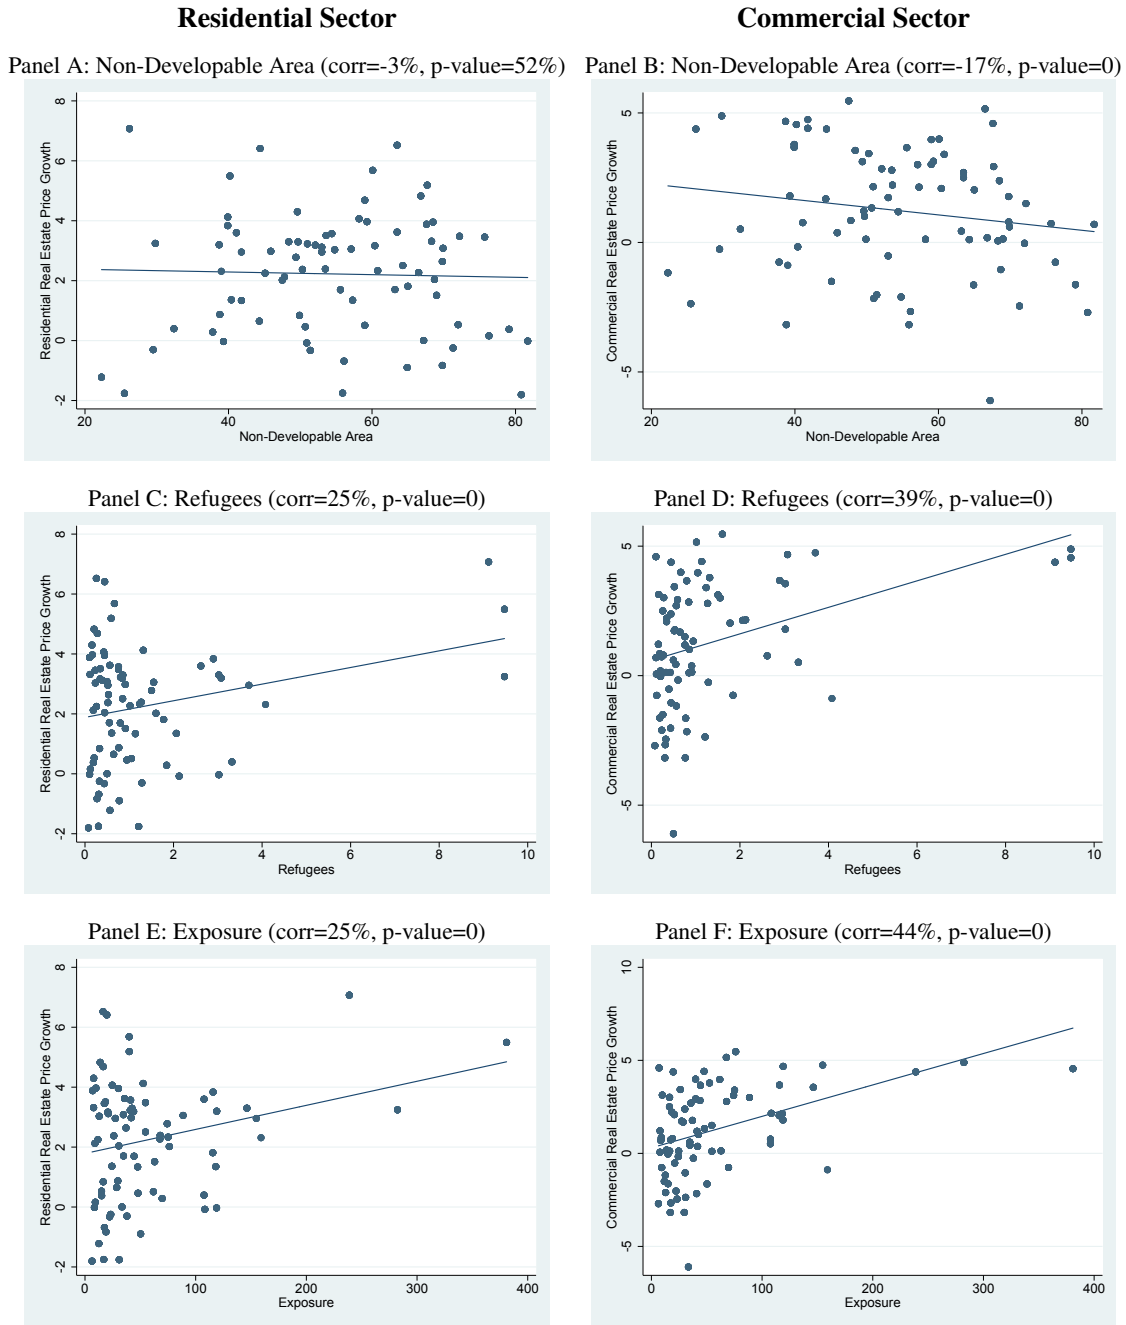 Residential Sector
Commercial Sector
Panel A: Non-Developable Area (corr=-3%, p-value=52%)
Panel B: Non-Developable Area (corr=-17%, p-value=0)
Residential Real Estate Price Growth
8
6
4
2
0
-2
20
40
60
80
Non-Developable Area
Commercial Real Estate Price Growth
5
0
-5
20
40
60
80
Non-Developable Area
Panel C: Refugees (corr=25%, p-value=0)
Panel D: Refugees (corr=39%, p-value=0)
Residential Real Estate Price Growth
8
6
4
2
0
-2
0
2
4
6
8
10
Refugees
Commercial Real Estate Price Growth
5
0
-5
0
2
4
6
8
10
Refugees
Panel E: Exposure (corr=25%, p-value=0)
Panel F: Exposure (corr=44%, p-value=0)
Residential Real Estate Price Growth
8
6
4
2
0
-2
0
100
200
300
400
Exposure
Commercial Real Estate Price Growth
10
5
0
-5
0
100
200
300
400
Exposure